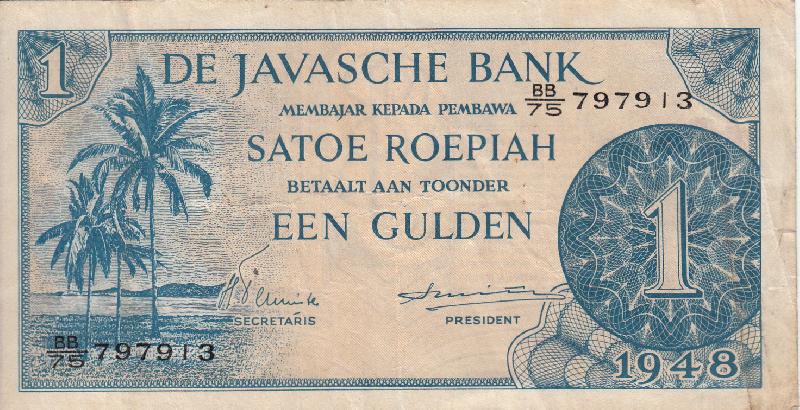 1
DE JAVASCHE BANK
MEMBAJAR KEPADA PEMBAWA
BB/75 797913
SATOE ROEPIAH
BETAALT AAN TOONDER
EEN GULDEN
1
SECRETARIS
PRESIDENT
BB/75 797913
1948